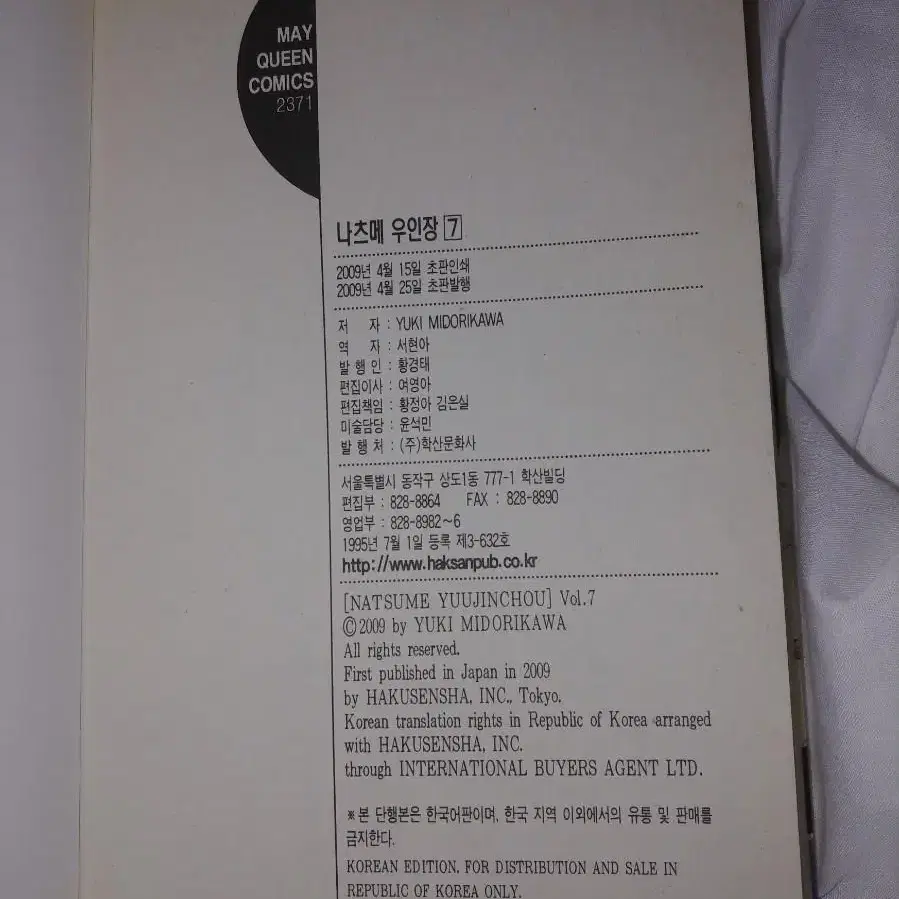 MAY
QUEEN
COMICS
2371
나츠메 우인장 7
2009년 4월 15일 초판인쇄
2009년 4월 25일 초판발행
저 자 : YUKI MIDORIKAWA
역 자 : 서현아
발 행 인 : 황경태
편집이사 : 여영아
편집책임 : 황정아 김은실
미술담당 : 윤석민
발 행 처 : (주)학산문화사
서울특별시 동작구 상도1동 777-1 학산빌딩
편집부 : 828-8864 FAX : 828-8890
영업부 : 828-8982~6
1995년 7월 1일 등록 제3-632호
http://www.haksanpub.co.kr
[NATSUME YUUJINCHOU] Vol.7
©2009 by YUKI MIDORIKAWA
All rights reserved.
First published in Japan in 2009
by HAKUSENSHA, INC., Tokyo.
Korean translation rights in Republic of Korea arranged
with HAKUSENSHA, INC.
through INTERNATIONAL BUYERS AGENT LTD.
※본 단행본은 한국어판이며, 한국 지역 이외에서의 유통 및 판매를
금지한다.
KOREAN EDITION, FOR DISTRIBUTION AND SALE IN
REPUBLIC OF KOREA ONLY.